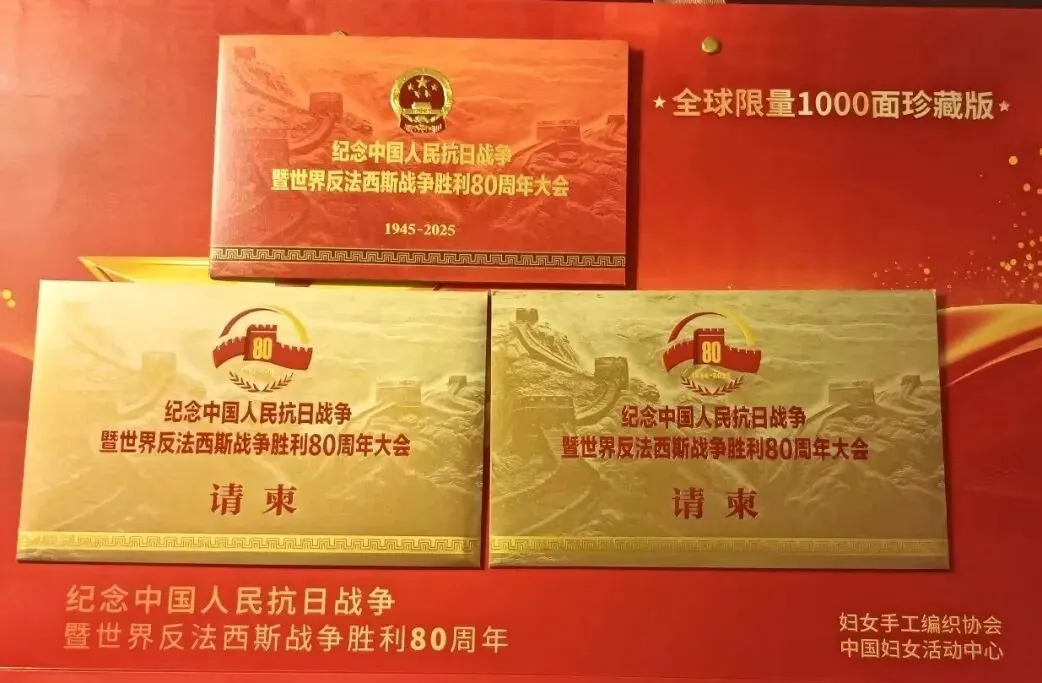 ★全球限量1000面珍藏版★
纪念中国人民抗日战争
暨世界反法西斯战争胜利80周年大会
1945-2025
80
纪念中国人民抗日战争
暨世界反法西斯战争胜利80周年大会
请柬
80
纪念中国人民抗日战争
暨世界反法西斯战争胜利80周年大会
请柬
纪念中国人民抗日战争
暨世界反法西斯战争胜利80周年
妇女手工编织协会
中国妇女活动中心